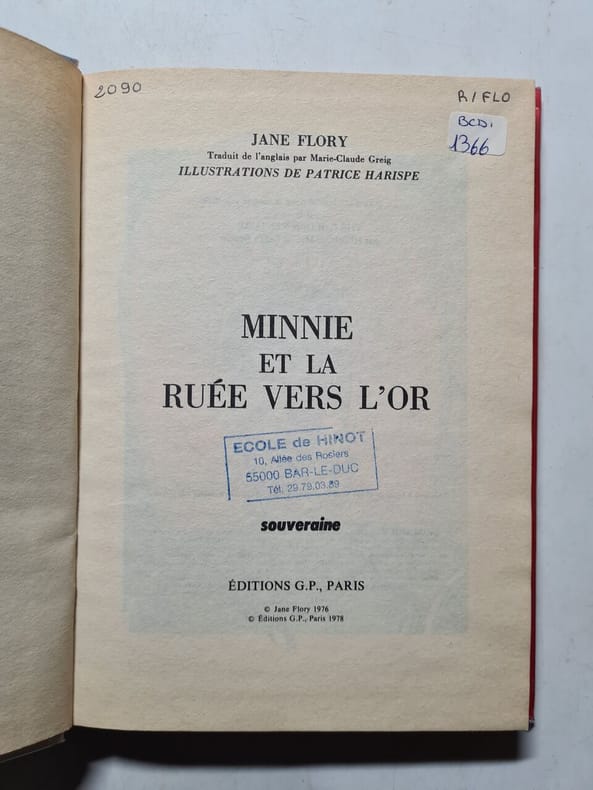 2090
R/FLO
BCD.
1366
JANE FLORY
Traduit de l'anglais par Marie-Claude Greig
ILLUSTRATIONS DE PATRICE HARISPE
MINNIE
ET LA
RUÉE VERS L'OR
ECOLE de HINOT
10, Allée des Rosiers
55000 BAR-LE-DUC
Tél. 29.79.03.89
souveraine
ÉDITIONS G.P., PARIS
© Jane Flory 1976
© Éditions G.P., Paris 1978